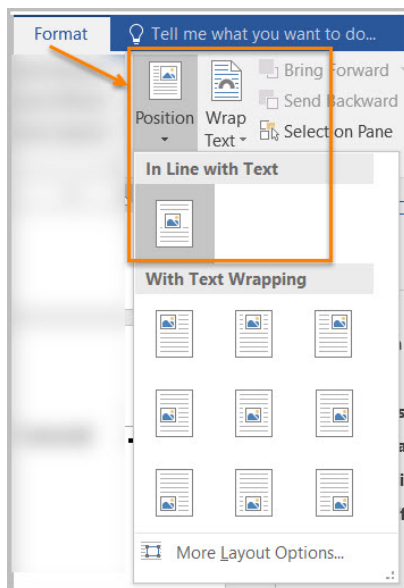 Format
Tell me what you want to do...
Bring Forward
Send Backward
Position
Wrap
Text
Selection Pane
In Line with Text
With Text Wrapping
More Layout Options...